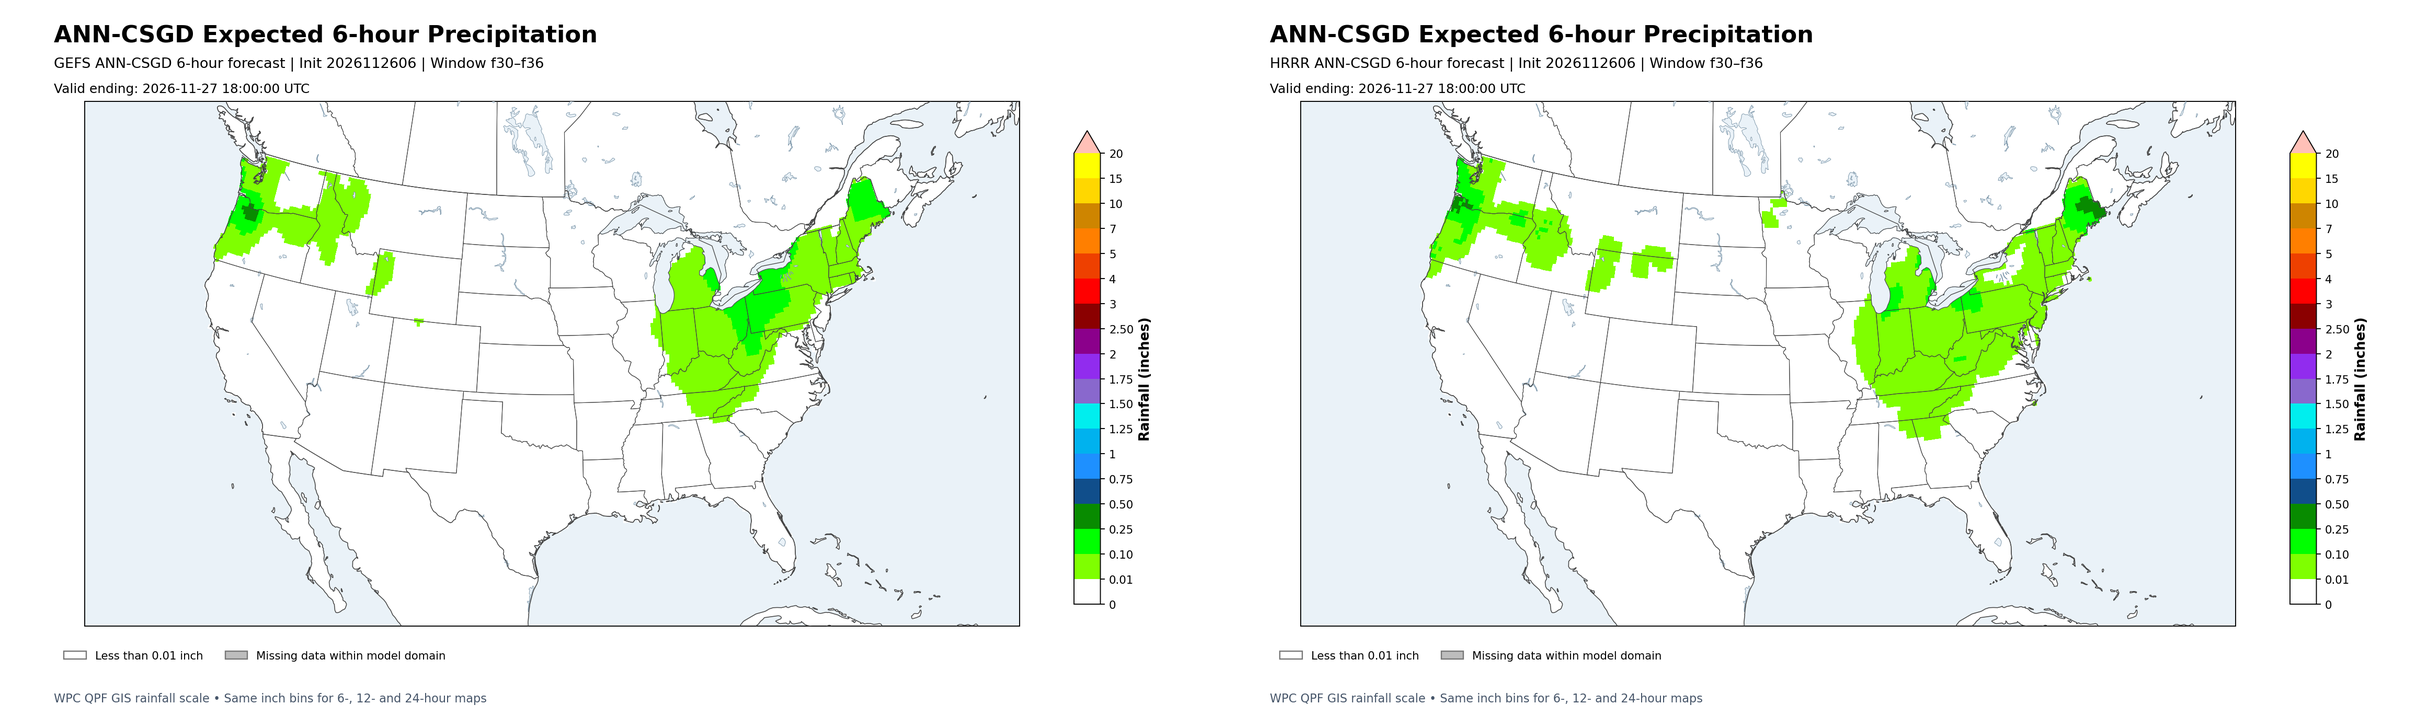 ANN-CSGD Expected 6-hour Precipitation
GEFS ANN-CSGD 6-hour forecast | Init 2026112606 | Window f30–f36
Valid ending: 2026-11-27 18:00:00 UTC
20
15
10
7
5
4
3
2.50
2
1.75
1.50
1.25
1
0.75
0.50
0.25
0.10
0.01
0
Rainfall (inches)
Less than 0.01 inch
Missing data within model domain
WPC QPF GIS rainfall scale • Same inch bins for 6-, 12- and 24-hour maps
ANN-CSGD Expected 6-hour Precipitation
HRRR ANN-CSGD 6-hour forecast | Init 2026112606 | Window f30–f36
Valid ending: 2026-11-27 18:00:00 UTC
20
15
10
7
5
4
3
2.50
2
1.75
1.50
1.25
1
0.75
0.50
0.25
0.10
0.01
0
Rainfall (inches)
Less than 0.01 inch
Missing data within model domain
WPC QPF GIS rainfall scale • Same inch bins for 6-, 12- and 24-hour maps